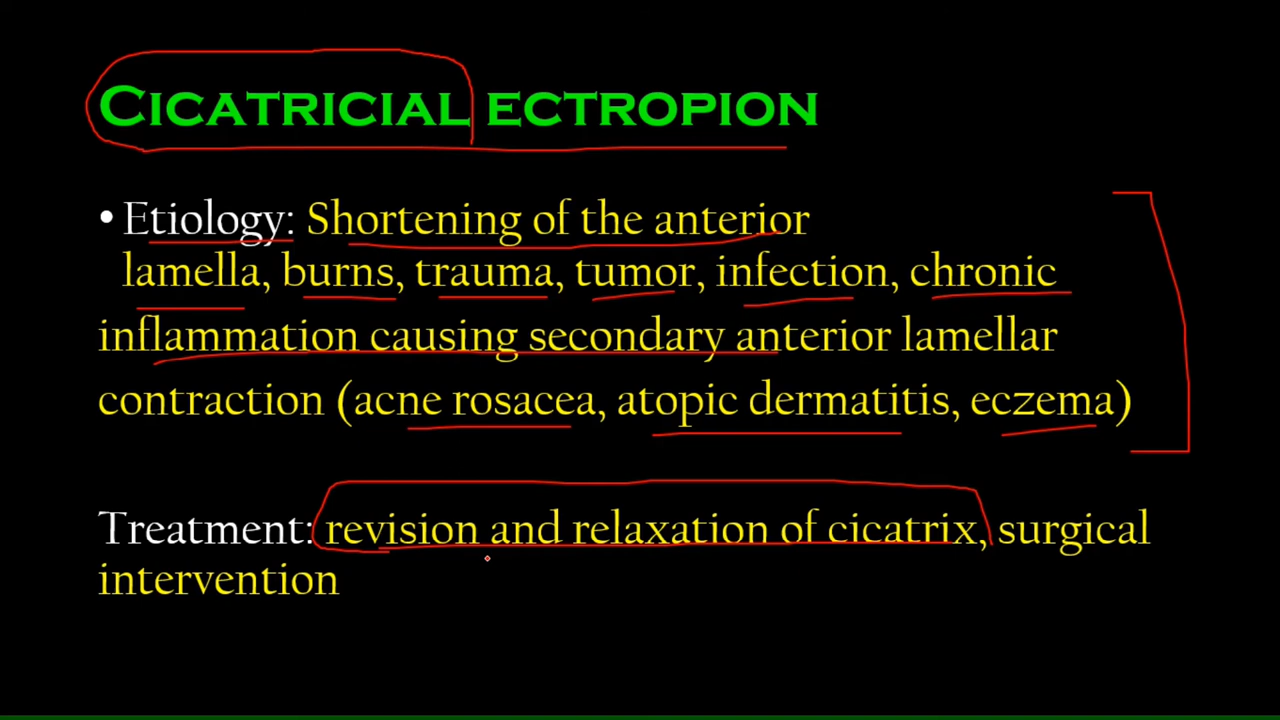 CICATRICIAL ECTROPION
• Etiology: Shortening of the anterior
lamella, burns, trauma, tumor, infection, chronic
inflammation causing secondary anterior lamellar
contraction (acne rosacea, atopic dermatitis, eczema)
Treatment: revision and relaxation of cicatrix, surgical
intervention